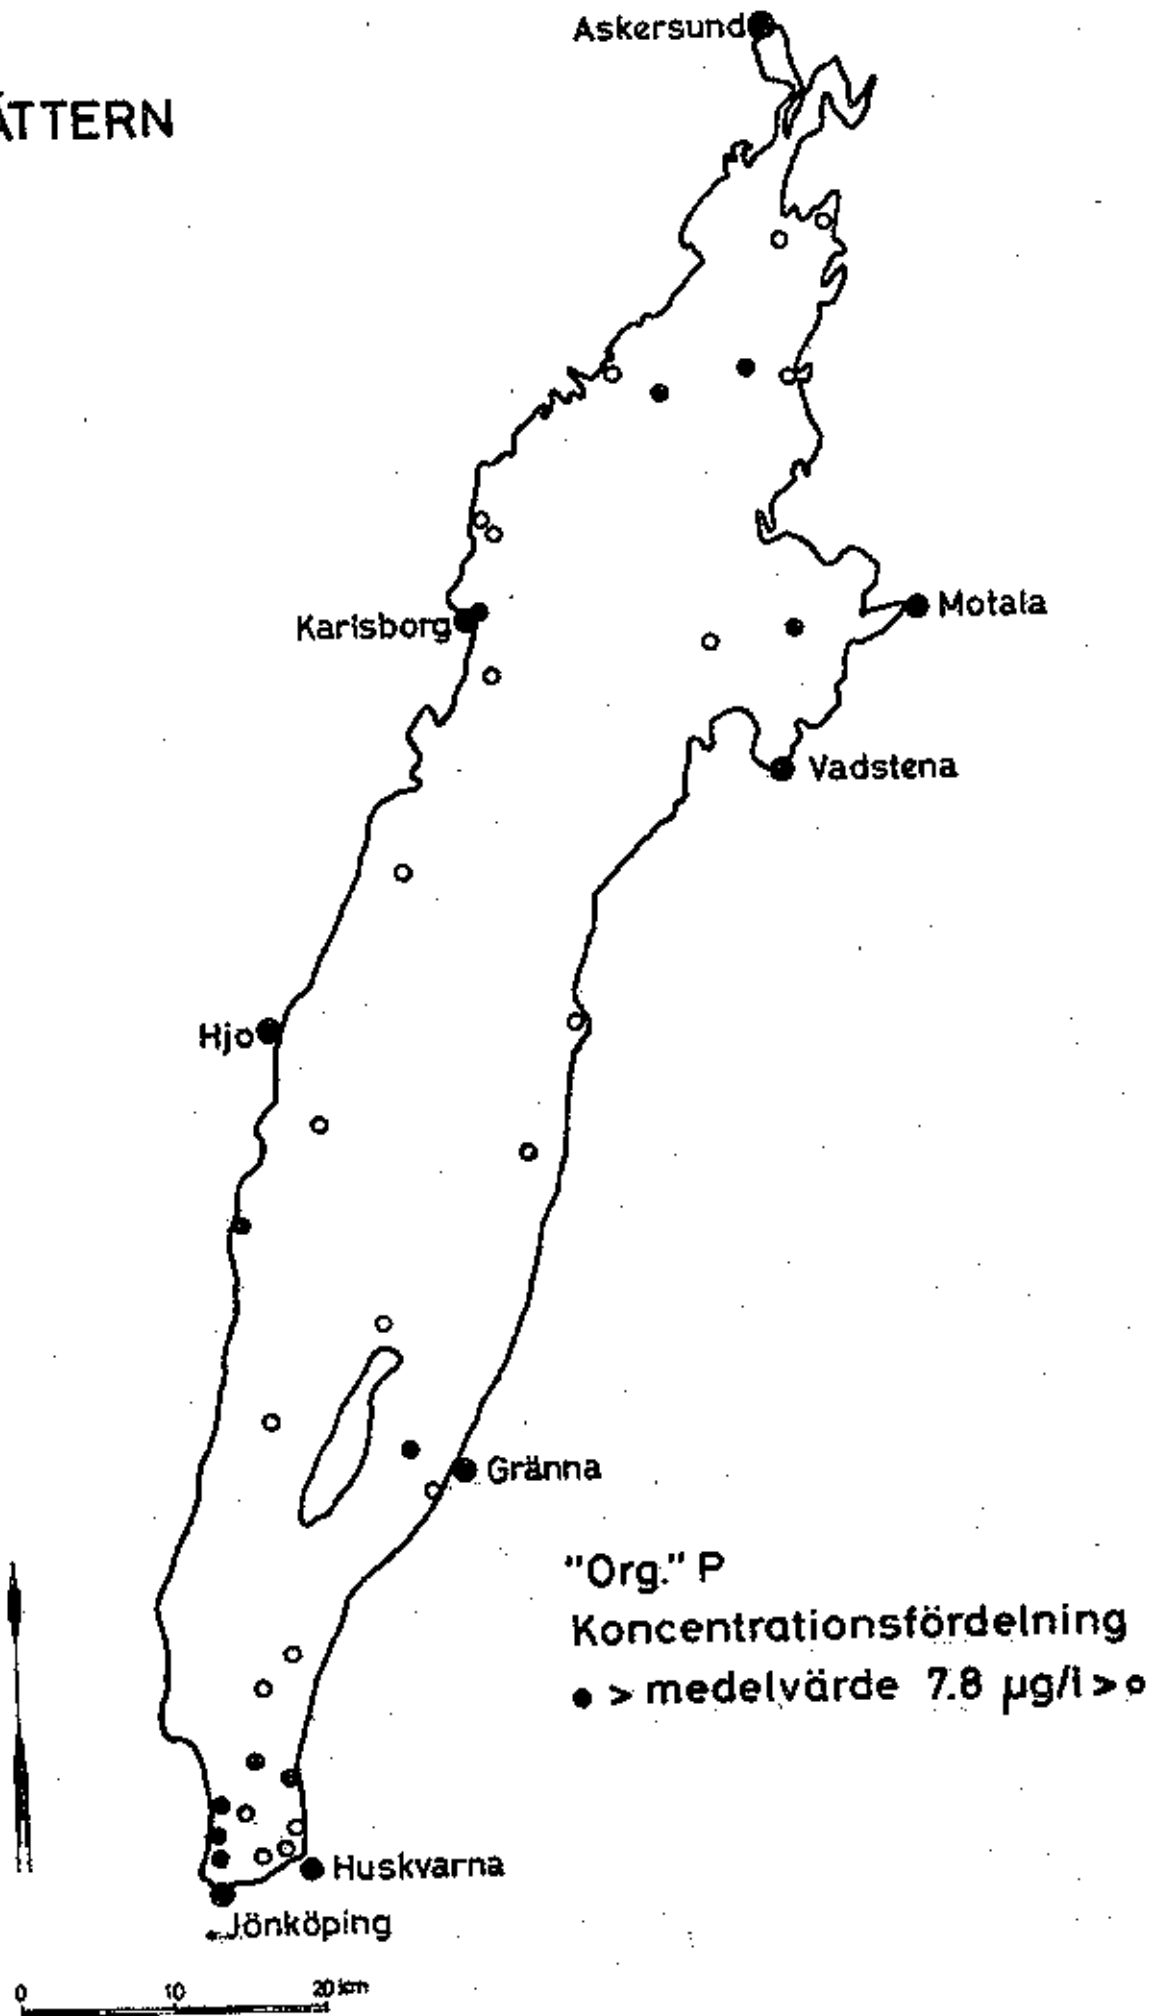 Askersund
ÄTTERN
Motala
Karlsborg
Vadstena
Hjo
Gränna
"Org." P
Koncentrationsfördelning
● > medelvärde 7.8 µg/l > o
Huskvarna
Jönköping
0 10 20 km